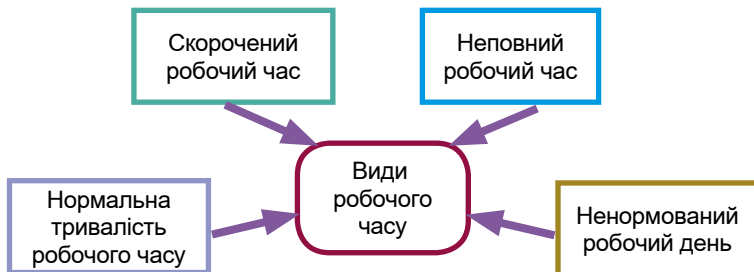 Скорочений
робочий час
Неповний
робочий час
Види
робочого
часу
Нормальна
тривалість
робочого часу
Ненормований
робочий день